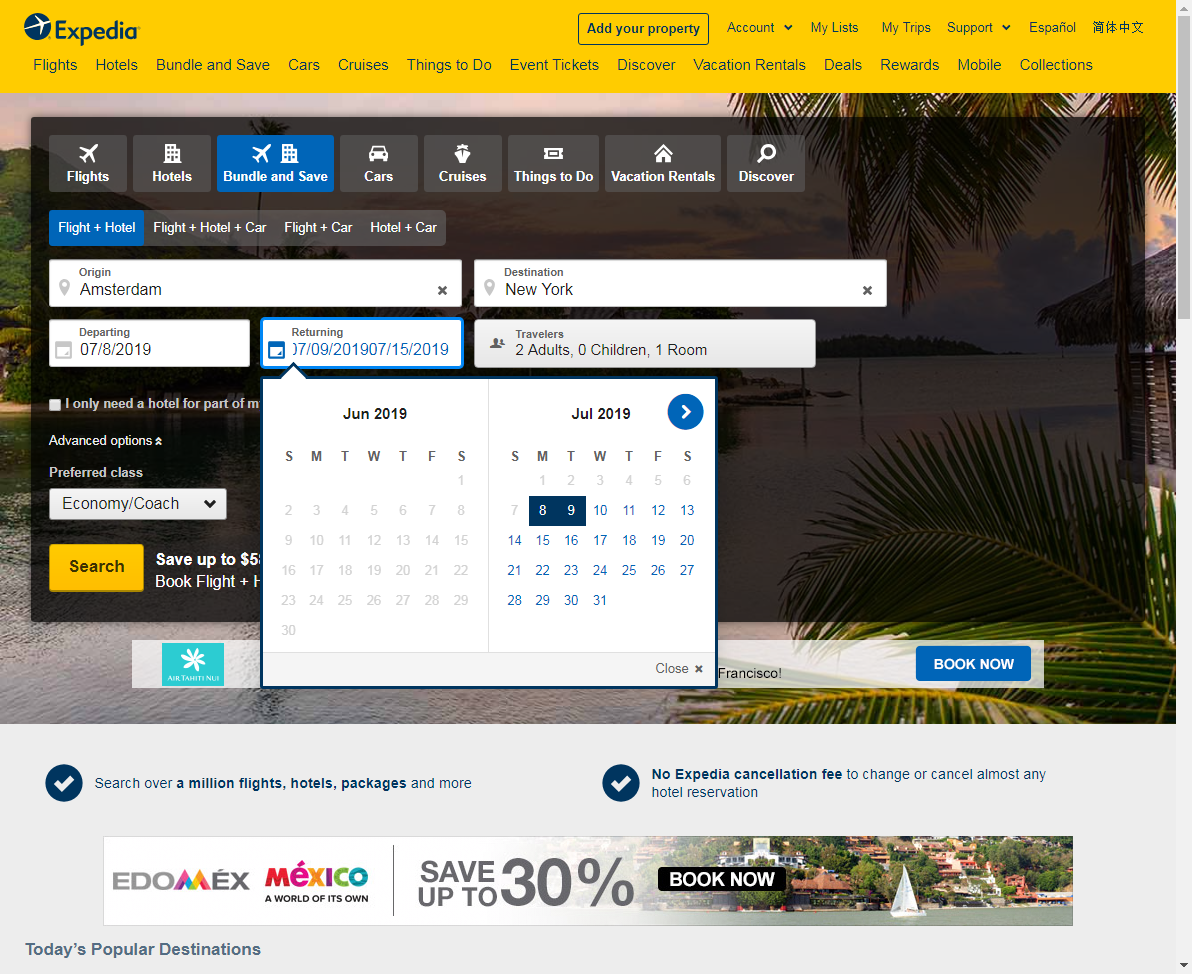 Expedia
Add your property
Account
My Lists
My Trips
Support
Español
简体中文
Flights Hotels Bundle and Save Cars Cruises Things to Do Event Tickets Discover Vacation Rentals Deals Rewards Mobile Collections
Flights
Hotels
Bundle and Save
Cars
Cruises
Things to Do
Vacation Rentals
Discover
Flight + Hotel
Flight + Hotel + Car
Flight + Car
Hotel + Car
Origin
Amsterdam
Destination
New York
Departing
07/8/2019
Returning
07/09/201907/15/2019
Travelers
2 Adults, 0 Children, 1 Room
I only need a hotel for part of m
Advanced options
Preferred class
Economy/Coach
Search
Save up to $5
Book Flight + H
Jun 2019
S M T W T F S
1
2 3 4 5 6 7 8
9 10 11 12 13 14 15
16 17 18 19 20 21 22
23 24 25 26 27 28 29
30
Jul 2019
S M T W T F S
1 2 3 4 5 6
7 8 9 10 11 12 13
14 15 16 17 18 19 20
21 22 23 24 25 26 27
28 29 30 31
Close
AIR TAHITI NUI
Francisco!
BOOK NOW
Search over a million flights, hotels, packages and more
No Expedia cancellation fee to change or cancel almost any
hotel reservation
EDOMÉX
MÉXICO
A WORLD OF ITS OWN
SAVE
UP TO 30%
BOOK NOW
Today's Popular Destinations